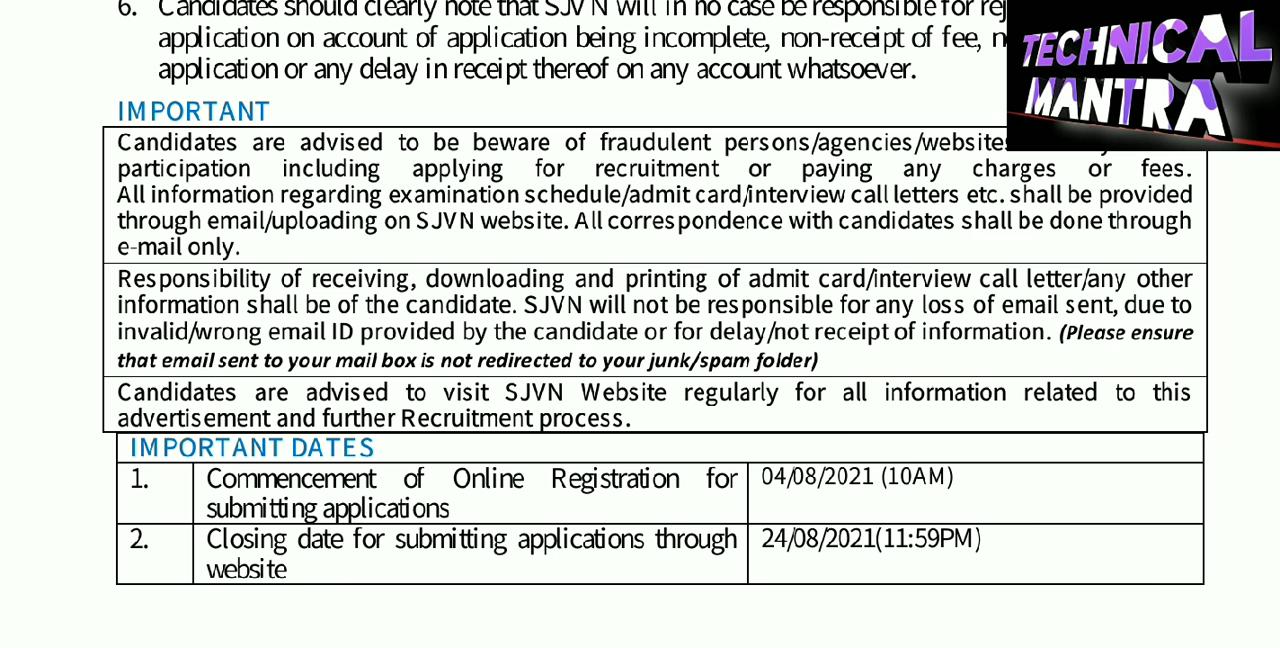 6. Candidates should clearly note that SJVN will in no case be responsible for
application on account of application being incomplete, non-receipt of fee,
application or any delay in receipt thereof on any account whatsoever.
TECHNICAL
MANTRA
IMPORTANT
Candidates are advised to be beware of fraudulent persons/agencies/websites
participation including applying for recruitment or paying any charges or fees.
All information regarding examination schedule/admit card/interview call letters etc. shall be provided
through email/uploading on SJVN website. All correspondence with candidates shall be done through
e-mail only.
Responsibility of receiving, downloading and printing of admit card/interview call letter/any other
information shall be of the candidate. SJVN will not be responsible for any loss of email sent, due to
invalid/wrong email ID provided by the candidate or for delay/not receipt of information. (Please ensure
that email sent to your mail box is not redirected to your junk/spam folder)
Candidates are advised to visit SJVN Website regularly for all information related to this
advertisement and further Recruitment process.
IMPORTANT DATES
1. Commencement of Online Registration for 04/08/2021 (10AM)
submitting applications
2. Closing date for submitting applications through 24/08/2021(11:59PM)
website